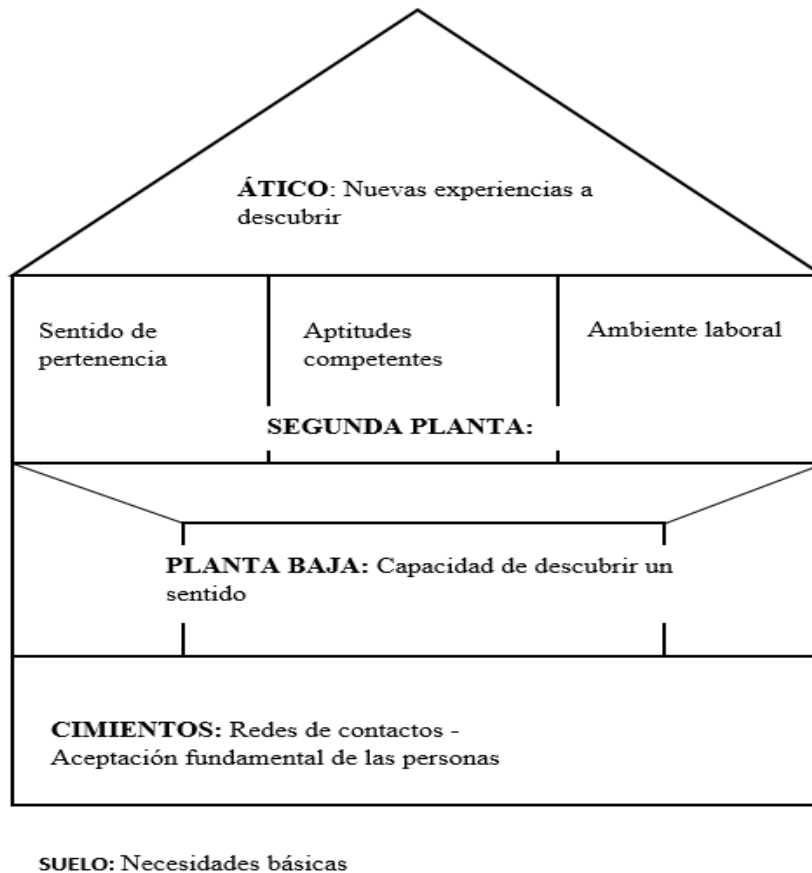 ÁTICO: Nuevas experiencias a
descubrir
Sentido de
pertenencia
Aptitudes
competentes
Ambiente laboral
SEGUNDA PLANTA:
PLANTA BAJA: Capacidad de descubrir un
sentido
CIMIENTOS: Redes de contactos -
Aceptación fundamental de las personas
SUELO: Necesidades básicas